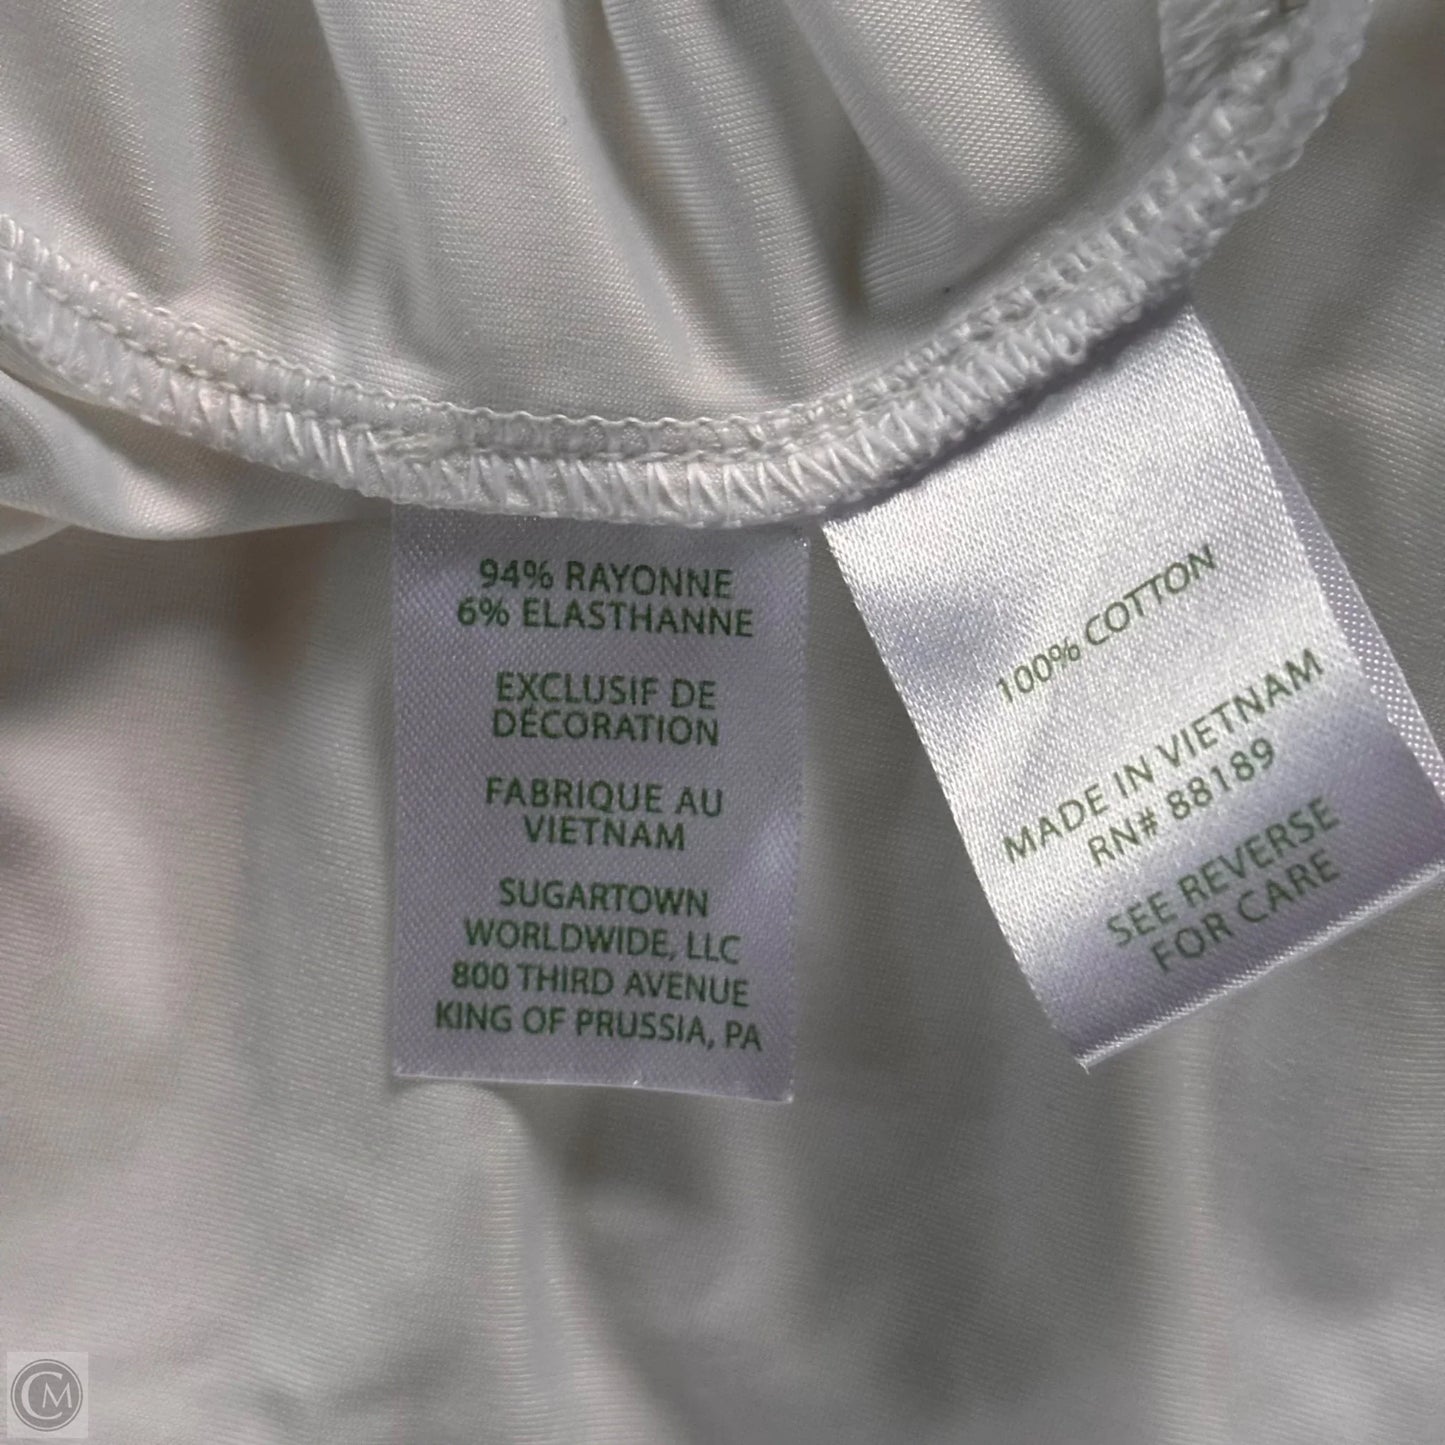 94% RAYONNE
6% ELASTHANNE
EXCLUSIF DE
DÉCORATION
FABRIQUE AU
VIETNAM
SUGARTOWN
WORLDWIDE, LLC
800 THIRD AVENUE
KING OF PRUSSIA, PA
100% COTTON
MADE IN VIETNAM
RN# 88189
SEE REVERSE
FOR CARE
CM